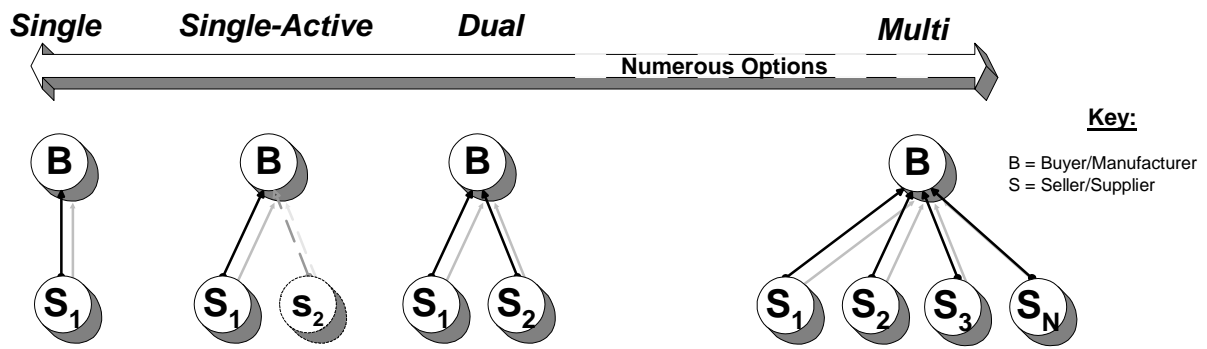 Single Single-Active Dual Multi
Numerous Options
Key:
B = Buyer/Manufacturer
S = Seller/Supplier
B B B B
S1 S1 s2 S1 S2 S1 S2 S3 SN